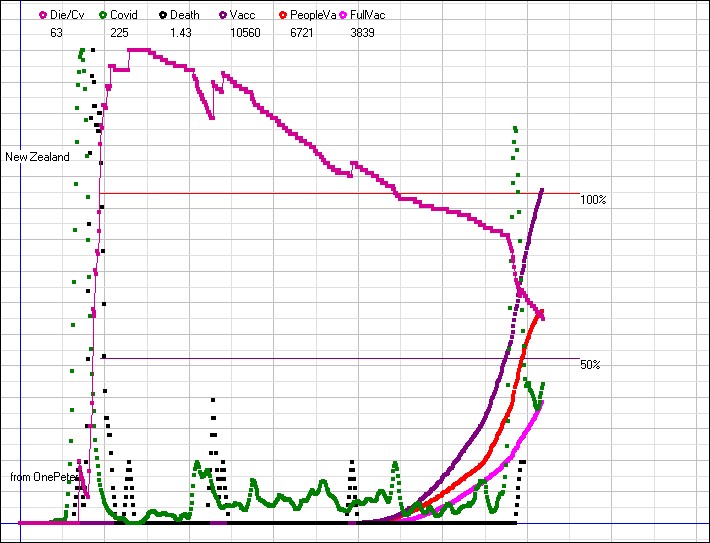 Die/Cv Covid Death Vacc PeopleVa FullVac
63 225 1.43 10560 6721 3839
New Zealand
100%
50%
from OnePeter